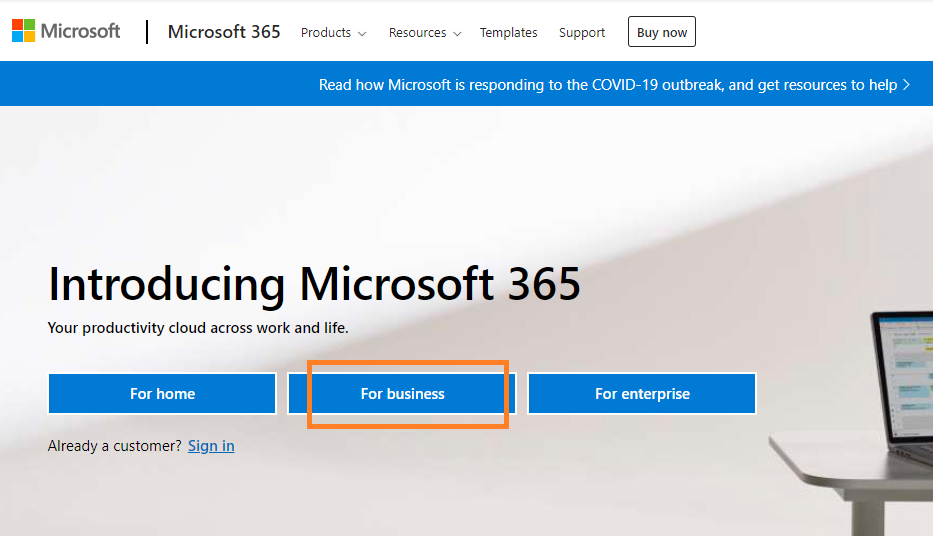 Microsoft
Microsoft 365
Products
Resources
Templates
Support
Buy now
Read how Microsoft is responding to the COVID-19 outbreak, and get resources to help
Introducing Microsoft 365
Your productivity cloud across work and life.
For home
For business
For enterprise
Already a customer? Sign in